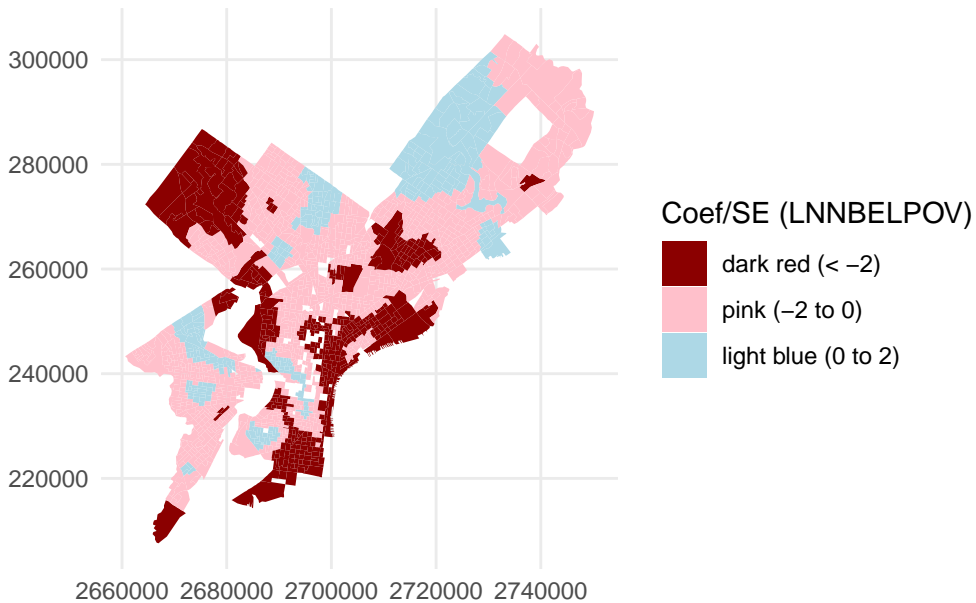 300000
280000
260000
240000
220000
2660000 2680000 2700000 2720000 2740000
Coef/SE (LNNBELPOV)
dark red (< −2)
pink (−2 to 0)
light blue (0 to 2)